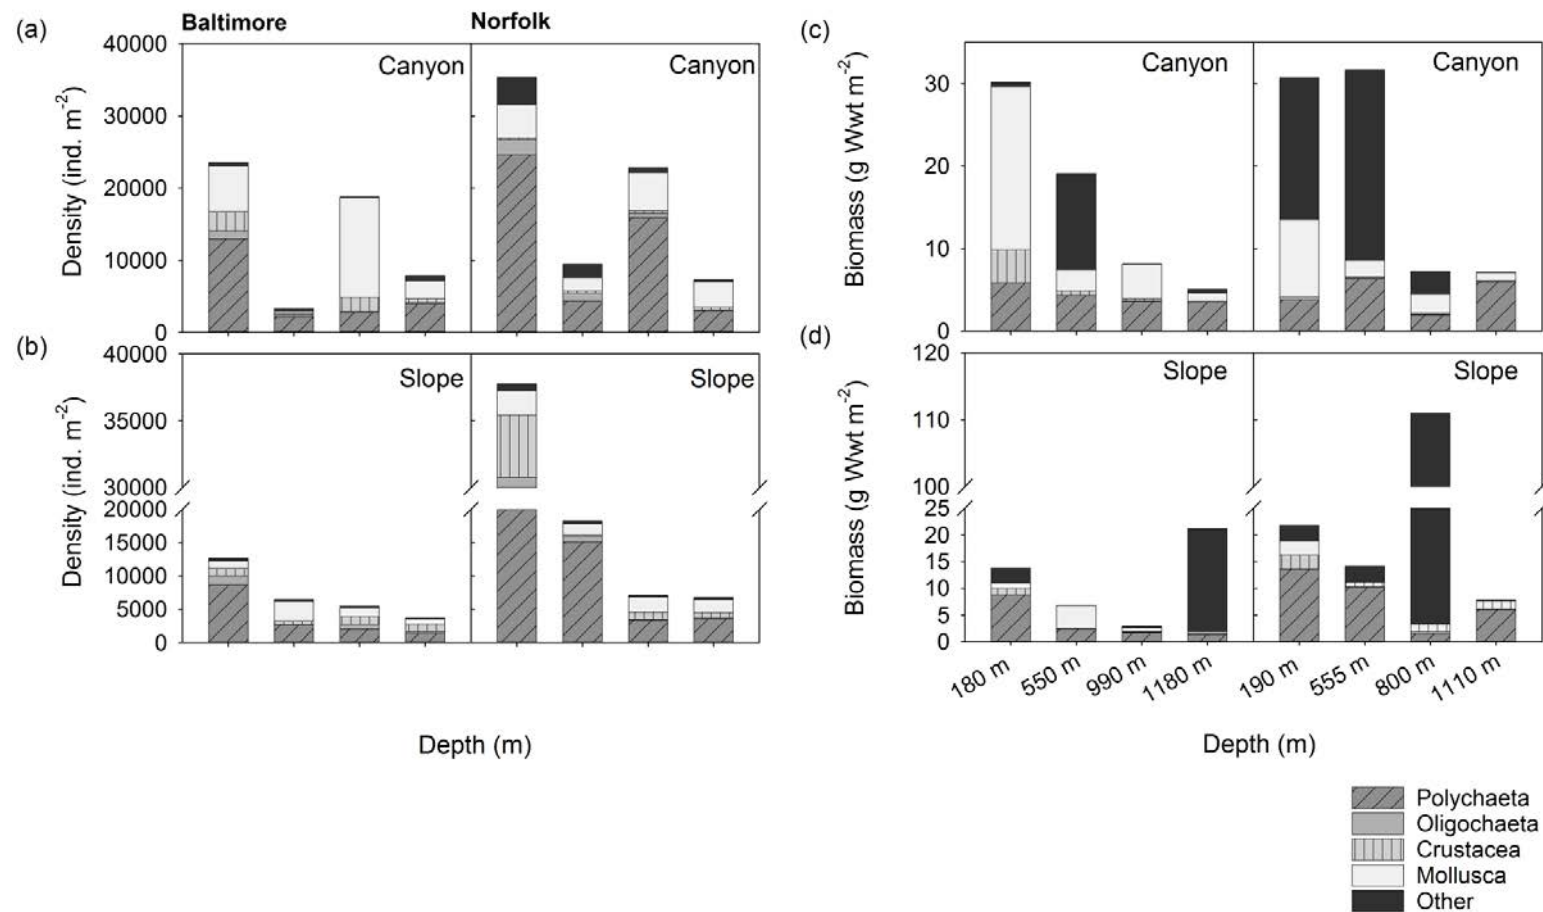 (a)
Baltimore
Norfolk
Density (ind. m⁻²)
40000
30000
20000
10000
0
Canyon
Canyon
(b)
Density (ind. m⁻²)
40000
35000
30000
20000
15000
10000
5000
0
Slope
Slope
Depth (m)
(c)
Biomass (g Wwt m⁻²)
30
20
10
0
Canyon
Canyon
(d)
Biomass (g Wwt m⁻²)
120
110
100
25
20
15
10
5
0
Slope
Slope
180 m
550 m
990 m
1180 m
190 m
555 m
800 m
1110 m
Depth (m)
Polychaeta
Oligochaeta
Crustacea
Mollusca
Other